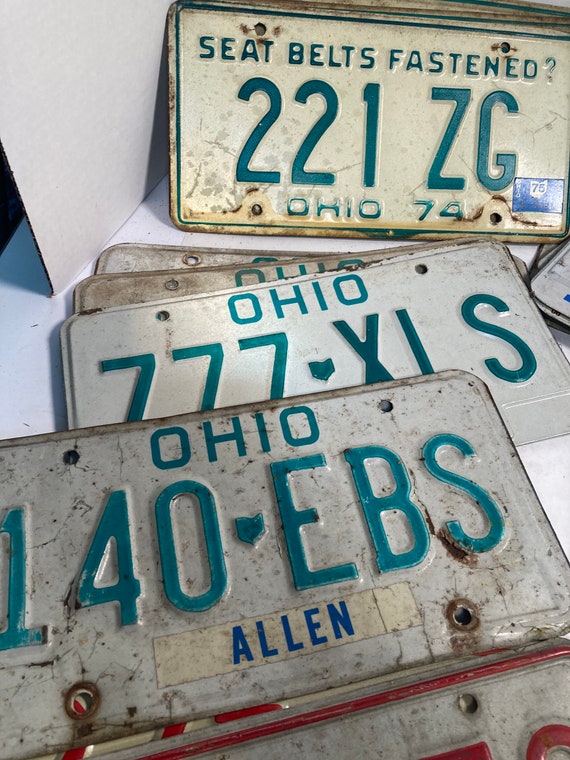 SEAT BELTS FASTENED?
221 ZG
OHIO 74
75
OHIO
OHIO
777 XLS
OHIO
140 EBS
ALLEN